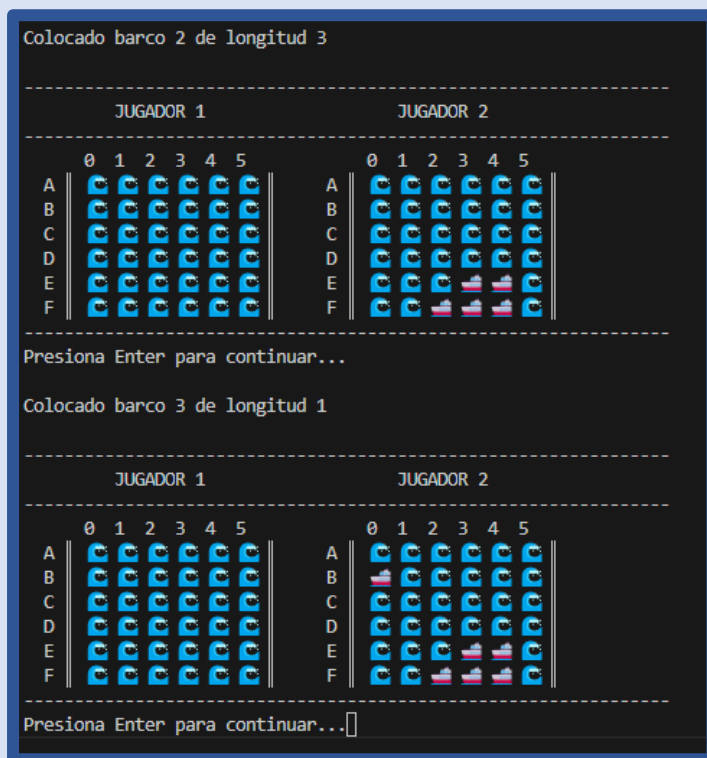 Colocado barco 2 de longitud 3
-----------------------------------------------------------------
JUGADOR 1 JUGADOR 2
-----------------------------------------------------------------
0 1 2 3 4 5 0 1 2 3 4 5
A A
B B
C C
D D
E E
F F
-----------------------------------------------------------------
Presiona Enter para continuar...
Colocado barco 3 de longitud 1
-----------------------------------------------------------------
JUGADOR 1 JUGADOR 2
-----------------------------------------------------------------
0 1 2 3 4 5 0 1 2 3 4 5
A A
B B
C C
D D
E E
F F
-----------------------------------------------------------------
Presiona Enter para continuar...